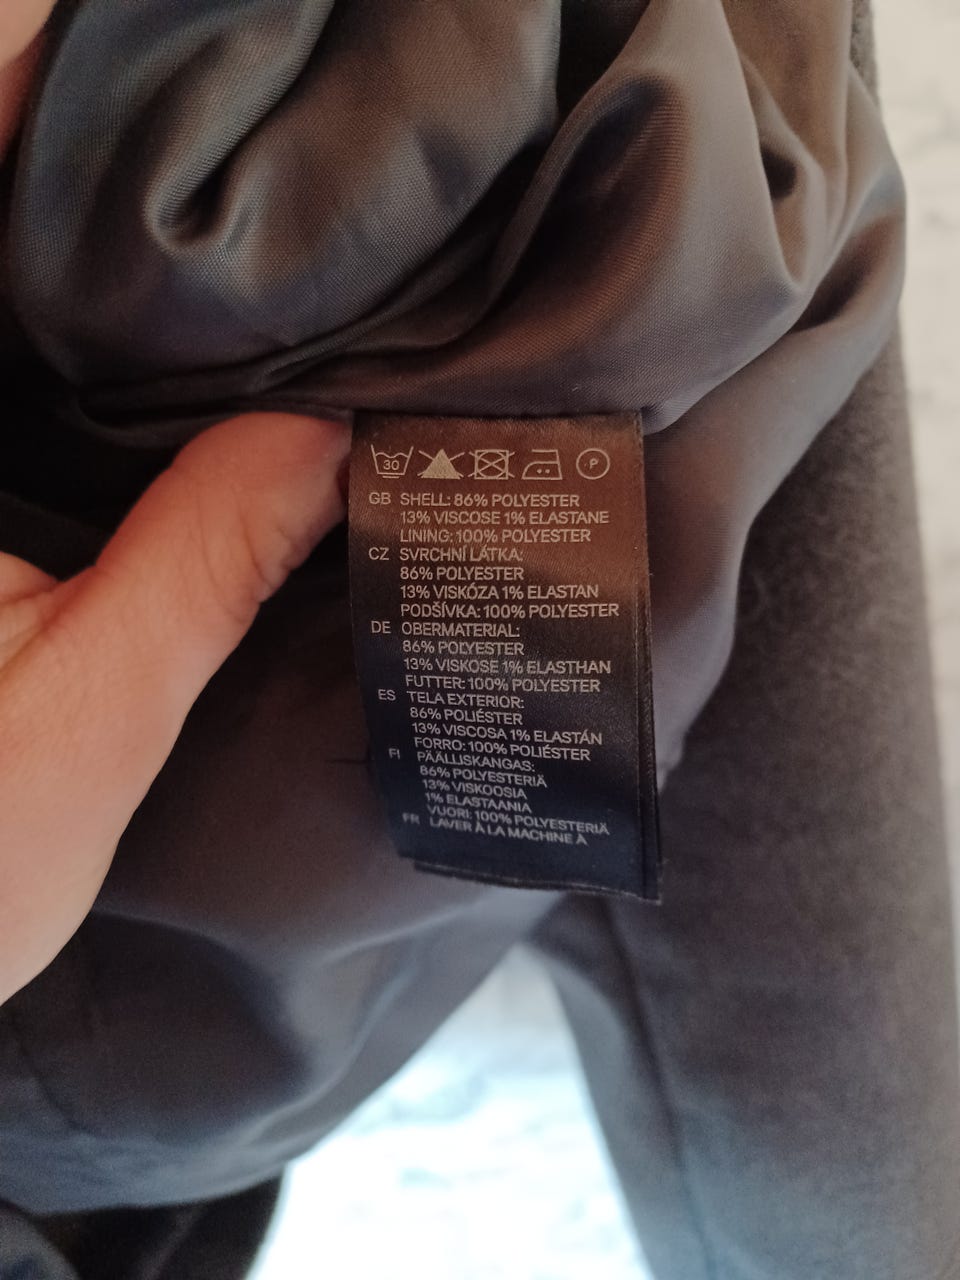 30 P
GB SHELL: 86% POLYESTER
13% VISCOSE 1% ELASTANE
LINING: 100% POLYESTER
CZ SVRCHNÍ LÁTKA:
86% POLYESTER
13% VISKÓZA 1% ELASTAN
PODŠÍVKA: 100% POLYESTER
DE OBERMATERIAL:
86% POLYESTER
13% VISKOSE 1% ELASTHAN
FUTTER: 100% POLYESTER
ES TELA EXTERIOR:
86% POLIÉSTER
13% VISCOSA 1% ELASTÁN
FORRO: 100% POLIÉSTER
FI PÄÄLLISKANGAS:
86% POLYESTERIÄ
13% VISKOOSIA
1% ELASTAANIA
VUORI: 100% POLYESTERIÄ
FR LAVER À LA MACHINE À